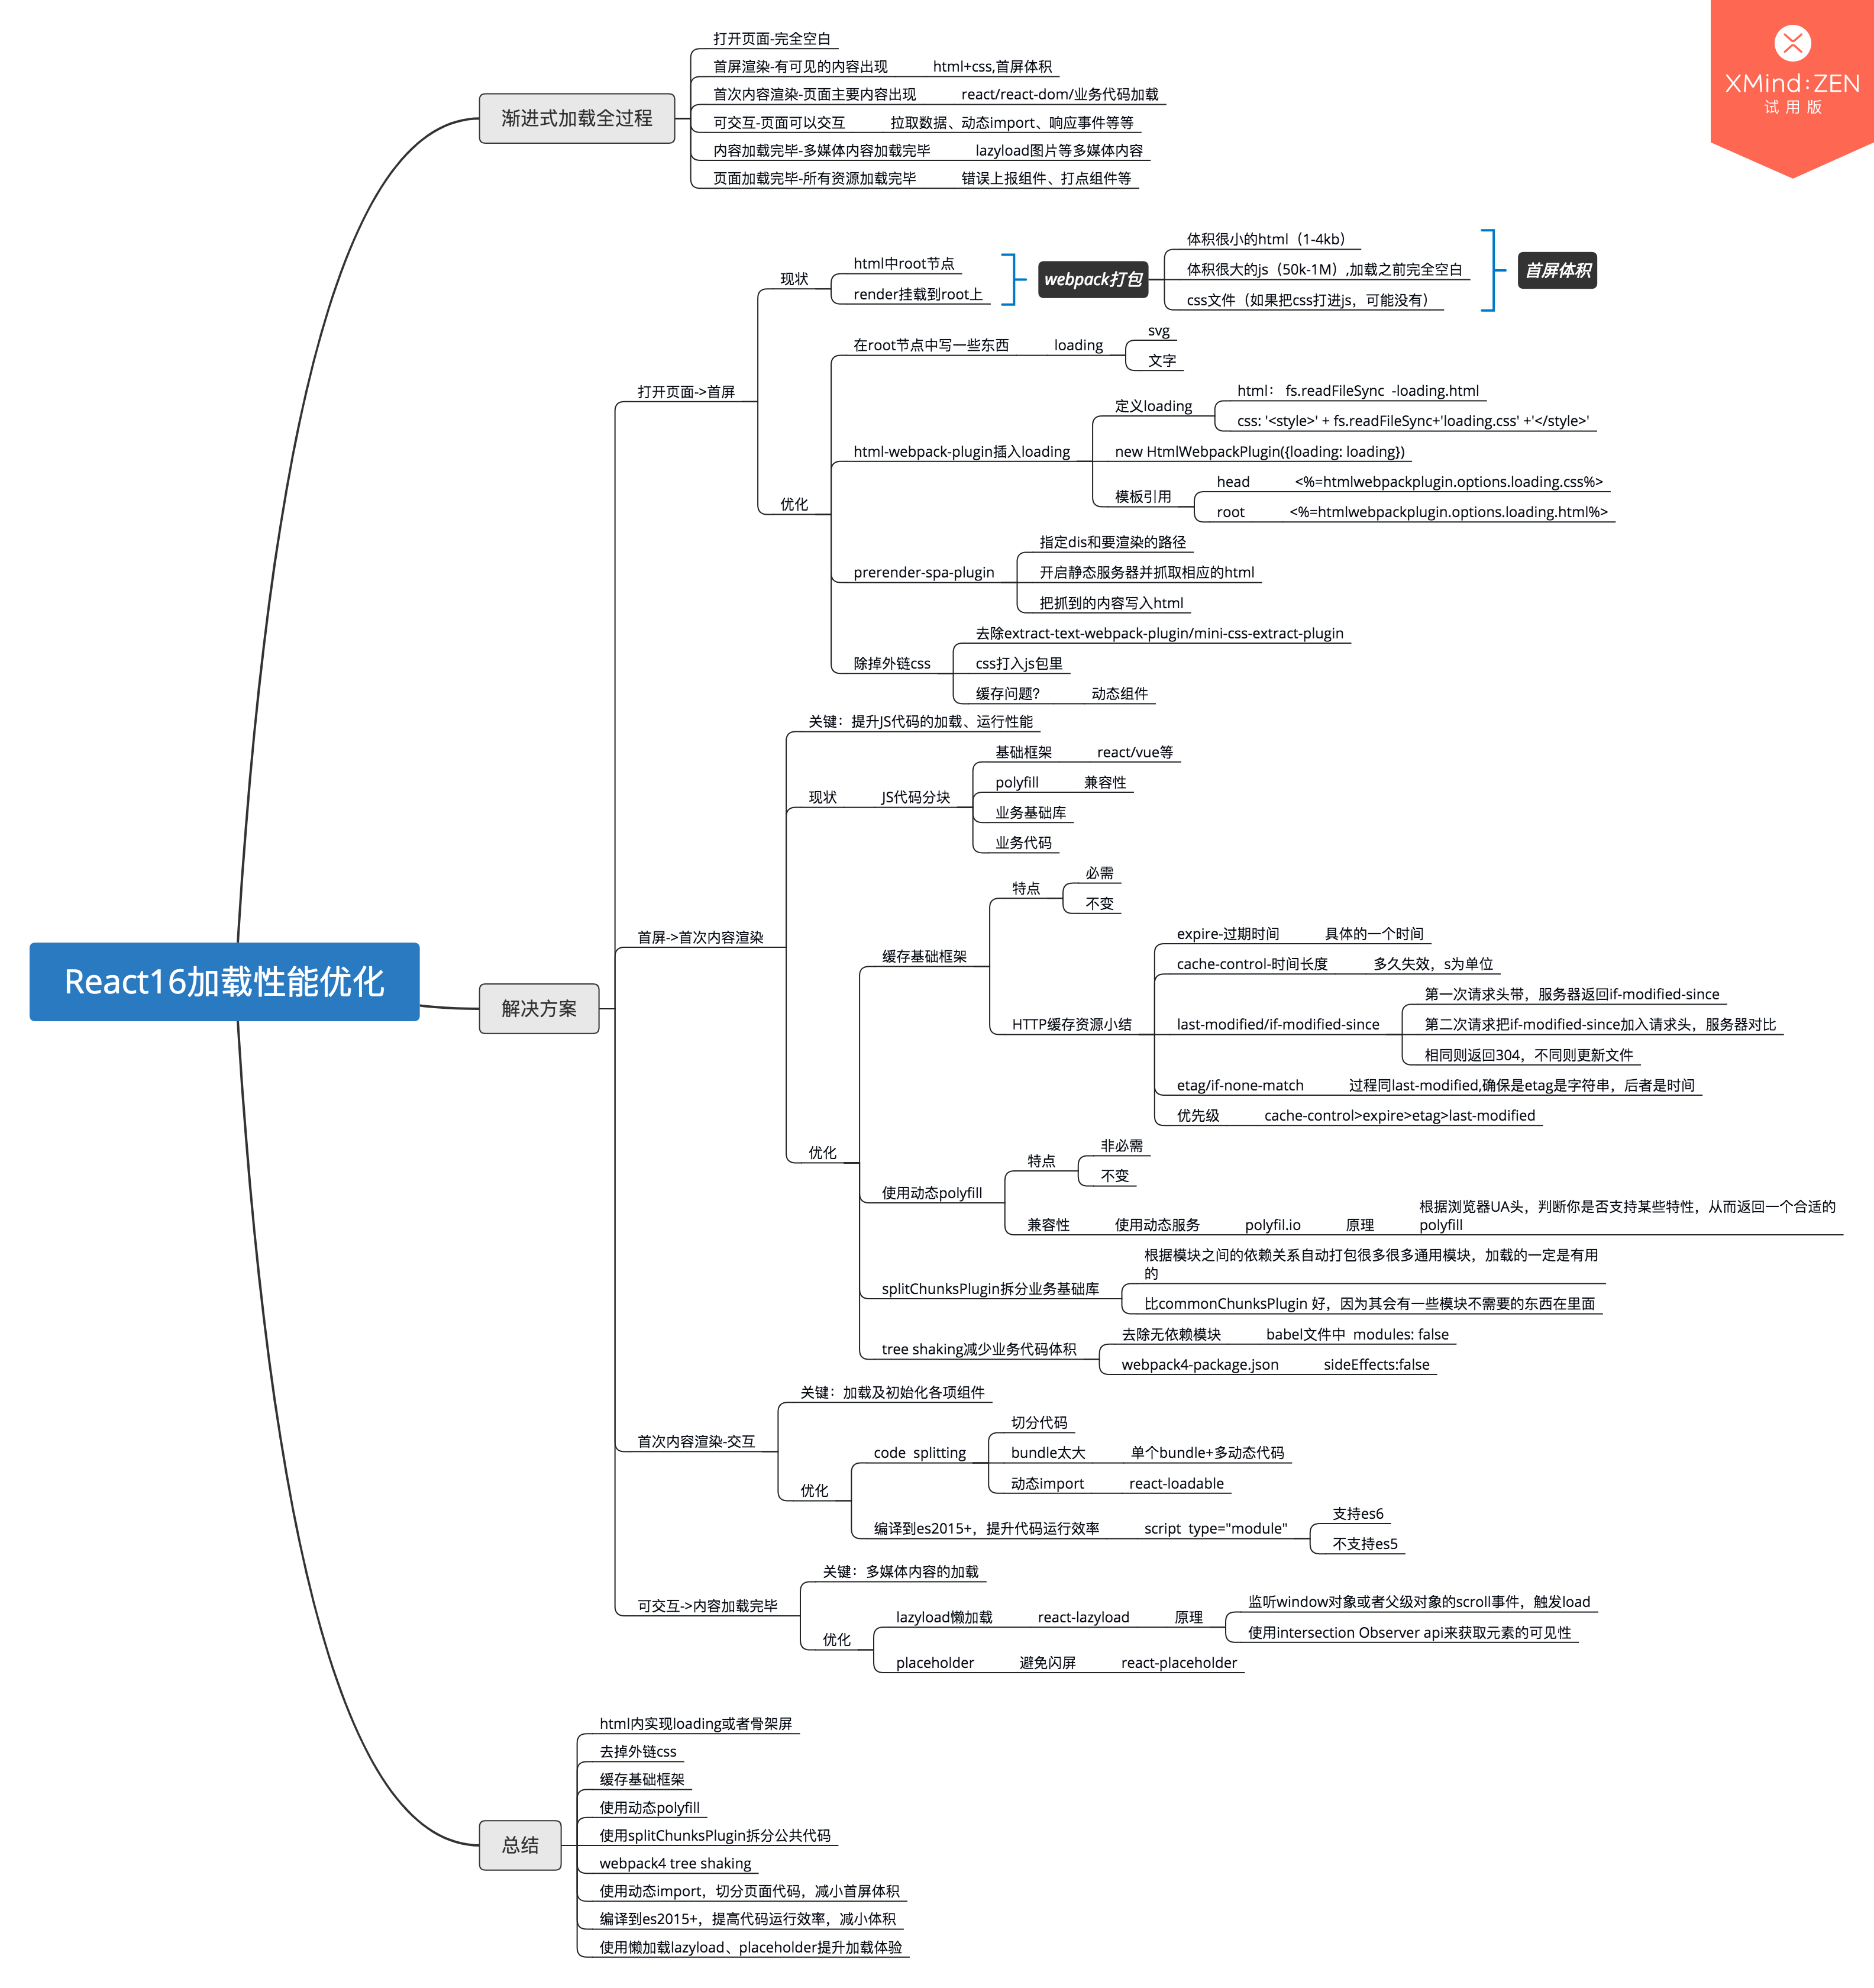 XMind:ZEN
试用版
React16加载性能优化
渐进式加载全过程
打开页面-完全空白
首屏渲染-有可见的内容出现
html+css,首屏体积
首次内容渲染-页面主要内容出现
react/react-dom/业务代码加载
可交互-页面可以交互
拉取数据、动态import、响应事件等等
内容加载完毕-多媒体内容加载完毕
lazyload图片等多媒体内容
页面加载完毕-所有资源加载完毕
错误上报组件、打点组件等
解决方案
打开页面->首屏
现状
html中root节点
render挂载到root上
webpack打包
体积很小的html（1-4kb）
体积很大的js（50k-1M）,加载之前完全空白
css文件（如果把css打进js，可能没有）
首屏体积
优化
在root节点中写一些东西
loading
svg
文字
html-webpack-plugin插入loading
定义loading
html： fs.readFileSync -loading.html
css: '<style>' + fs.readFileSync+'loading.css' +'</style>'
new HtmlWebpackPlugin({loading: loading})
模板引用
head
<%=htmlwebpackplugin.options.loading.css%>
root
<%=htmlwebpackplugin.options.loading.html%>
prerender-spa-plugin
指定dis和要渲染的路径
开启静态服务器并抓取相应的html
把抓到的内容写入html
除掉外链css
去除extract-text-webpack-plugin/mini-css-extract-plugin
css打入js包里
缓存问题?
动态组件
首屏->首次内容渲染
关键：提升JS代码的加载、运行性能
现状
JS代码分块
基础框架
react/vue等
polyfill
兼容性
业务基础库
业务代码
优化
缓存基础框架
特点
必需
不变
HTTP缓存资源小结
expire-过期时间
具体的一个时间
cache-control-时间长度
多久失效，s为单位
last-modified/if-modified-since
第一次请求头带，服务器返回if-modified-since
第二次请求把if-modified-since加入请求头，服务器对比
相同则返回304，不同则更新文件
etag/if-none-match
过程同last-modified,确保是etag是字符串，后者是时间
优先级
cache-control>expire>etag>last-modified
使用动态polyfill
特点
非必需
不变
兼容性
使用动态服务
polyfil.io
原理
根据浏览器UA头，判断你是否支持某些特性，从而返回一个合适的
polyfill
splitChunksPlugin拆分业务基础库
根据模块之间的依赖关系自动打包很多很多通用模块，加载的一定是有用
的
比commonChunksPlugin 好，因为其会有一些模块不需要的东西在里面
tree shaking减少业务代码体积
去除无依赖模块
babel文件中 modules: false
webpack4-package.json
sideEffects:false
首次内容渲染-交互
关键：加载及初始化各项组件
优化
code splitting
切分代码
bundle太大
单个bundle+多动态代码
动态import
react-loadable
编译到es2015+，提升代码运行效率
script type="module"
支持es6
不支持es5
可交互->内容加载完毕
关键：多媒体内容的加载
优化
lazyload懒加载
react-lazyload
原理
监听window对象或者父级对象的scroll事件，触发load
使用intersection Observer api来获取元素的可见性
placeholder
避免闪屏
react-placeholder
总结
html内实现loading或者骨架屏
去掉外链css
缓存基础框架
使用动态polyfill
使用splitChunksPlugin拆分公共代码
webpack4 tree shaking
使用动态import，切分页面代码，减小首屏体积
编译到es2015+，提高代码运行效率，减小体积
使用懒加载lazyload、placeholder提升加载体验